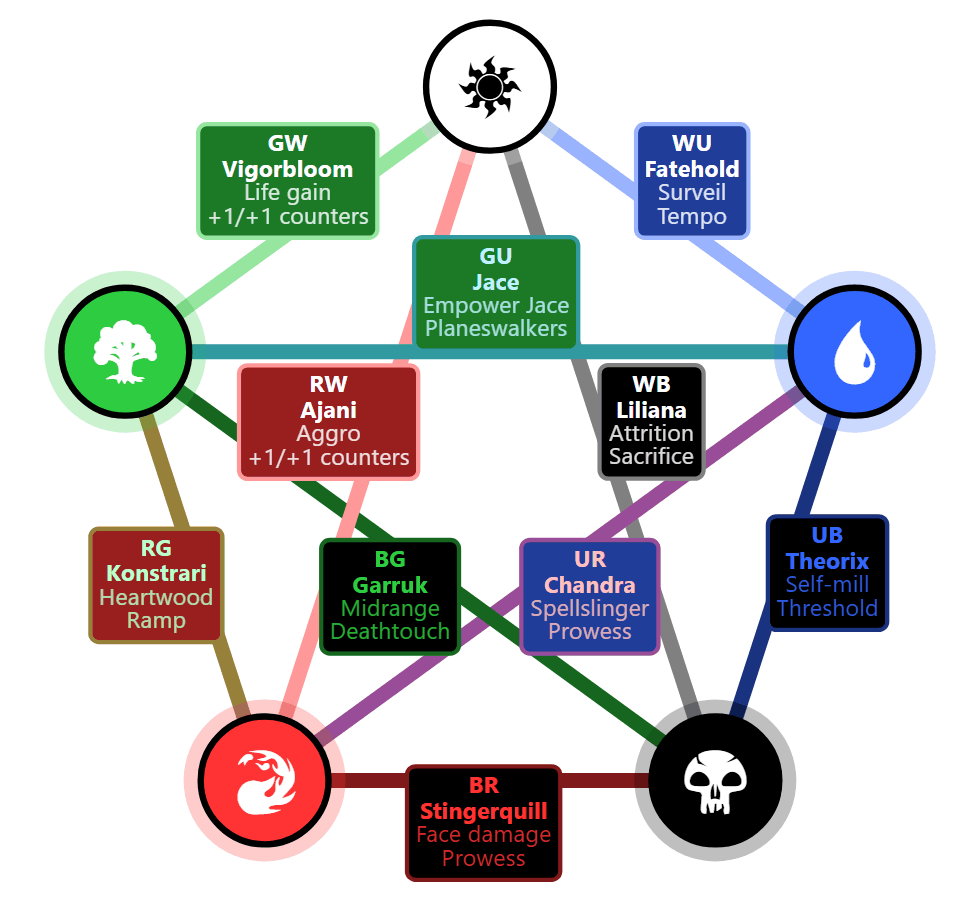 GW
Vigorbloom
Life gain
+1/+1 counters
WU
Fatehold
Surveil
Tempo
GU
Jace
Empower Jace
Planeswalkers
RW
Ajani
Aggro
+1/+1 counters
WB
Liliana
Attrition
Sacrifice
RG
Konstrari
Heartwood
Ramp
BG
Garruk
Midrange
Deathtouch
UR
Chandra
Spellslinger
Prowess
UB
Theorix
Self-mill
Threshold
BR
Stingerquill
Face damage
Prowess